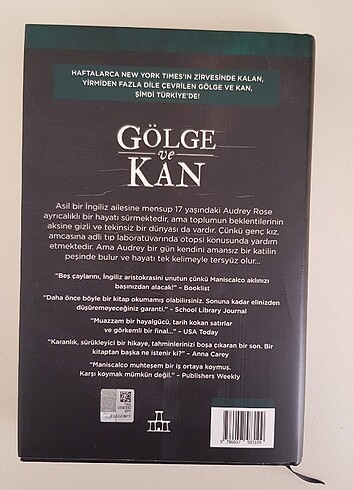 HAFTALARCA NEW YORK TIMES'IN ZİRVESİNDE KALAN,
YİRMİDEN FAZLA DİLE ÇEVRİLEN GÖLGE VE KAN,
ŞİMDİ TÜRKİYE'DE!
GÖLGE
ve
KAN
Asil bir İngiliz ailesine mensup 17 yaşındaki Audrey Rose
ayrıcalıklı bir hayatı sürmektedir, ama toplumun beklentilerinin
aksine gizli ve tekinsiz bir dünyası da vardır. Çünkü genç kız,
amcasına adli tıp laboratuvarında otopsi konusunda yardım
etmektedir. Ama Audrey bir gün kendini amansız bir katilin
peşinde bulur ve hayatı tek kelimeyle tersyüz olur...
“Beş çaylarını, İngiliz aristokrasini unutun çünkü Maniscalco aklınızı
başınızdan alacak!” – Booklist
“Daha önce böyle bir kitap okumamış olabilirsiniz. Sonuna kadar elinizden
düşüremeyeceğiniz garanti.” – School Library Journal
“Muazzam bir hayalgücü, tarih kokan satırlar
ve görkemli bir final...” – USA Today
“Karanlık, sürükleyici bir hikaye, tahminlerinizi boşa çıkaran bir son. Bir
kitaptan başka ne istenir ki?” – Anna Carey
“Maniscalco muhteşem bir iş ortaya koymuş.
Karşı koymak mümkün değil.” – Publishers Weekly